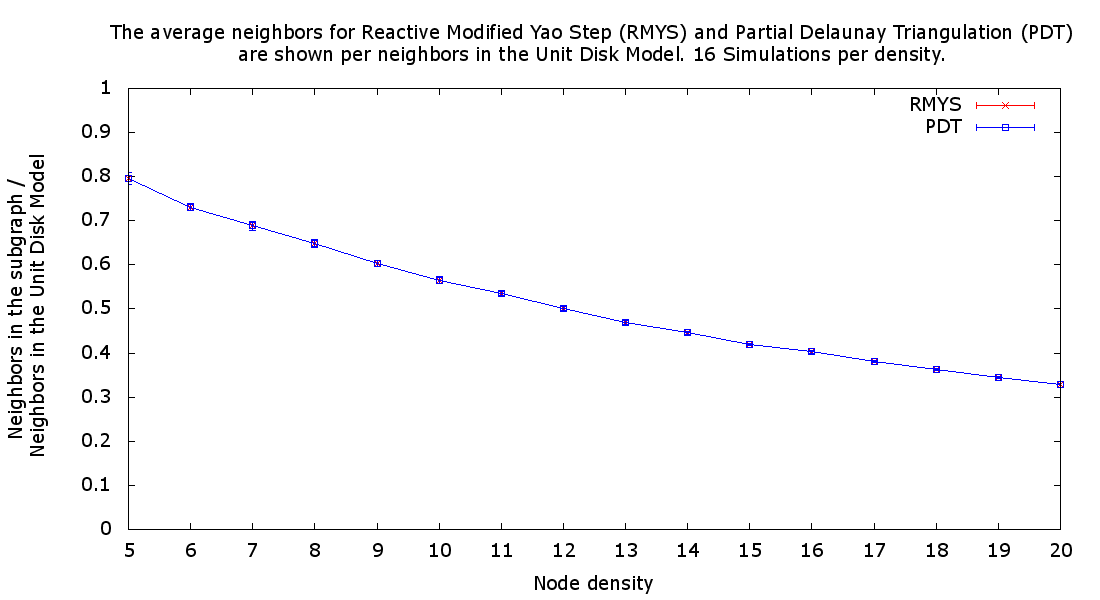 The average neighbors for Reactive Modified Yao Step (RMYS) and Partial Delaunay Triangulation (PDT)
are shown per neighbors in the Unit Disk Model. 16 Simulations per density.
RMYS
PDT
Neighbors in the subgraph /
Neighbors in the Unit Disk Model
1
0.9
0.8
0.7
0.6
0.5
0.4
0.3
0.2
0.1
0
5 6 7 8 9 10 11 12 13 14 15 16 17 18 19 20
Node density